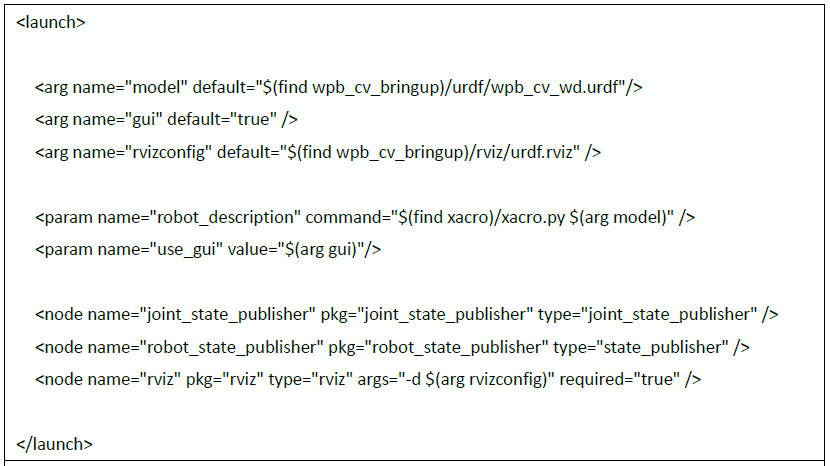 <launch>
<arg name="model" default="$(find wpb_cv_bringup)/urdf/wpb_cv_wd.urdf"/>
<arg name="gui" default="true" />
<arg name="rvizconfig" default="$(find wpb_cv_bringup)/rviz/urdf.rviz" />
<param name="robot_description" command="$(find xacro)/xacro.py $(arg model)" />
<param name="use_gui" value="$(arg gui)"/>
<node name="joint_state_publisher" pkg="joint_state_publisher" type="joint_state_publisher" />
<node name="robot_state_publisher" pkg="robot_state_publisher" type="state_publisher" />
<node name="rviz" pkg="rviz" type="rviz" args="-d $(arg rvizconfig)" required="true" />
</launch>